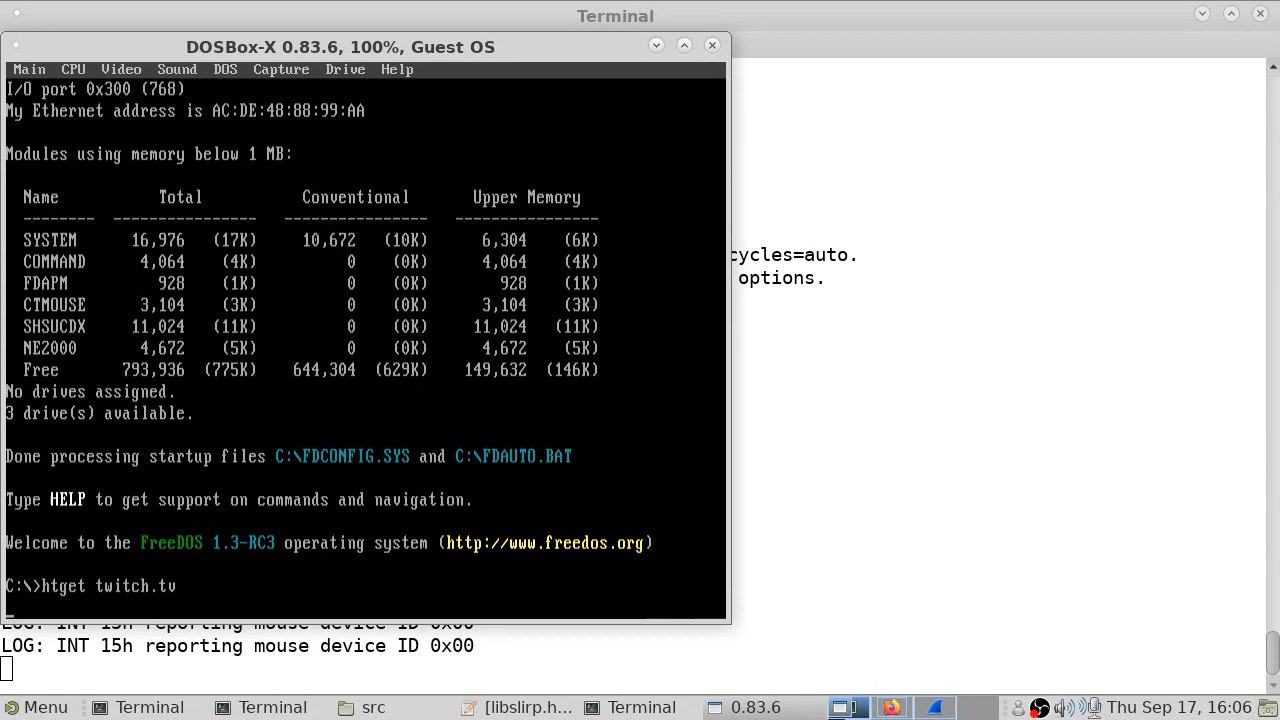 Terminal
DOSBox-X 0.83.6, 100%, Guest OS
Main CPU Video Sound DOS Capture Drive Help
I/O port 0x300 (768)
My Ethernet address is AC:DE:48:88:99:AA
Modules using memory below 1 MB:
Name Total Conventional Upper Memory
-------- ---------------- ---------------- ----------------
SYSTEM 16,976 (17K) 10,672 (10K) 6,304 (6K)
COMMAND 4,064 (4K) 0 (0K) 4,064 (4K)
FDAPM 928 (1K) 0 (0K) 928 (1K)
CTMOUSE 3,104 (3K) 0 (0K) 3,104 (3K)
SHSUCDX 11,024 (11K) 0 (0K) 11,024 (11K)
NE2000 4,672 (5K) 0 (0K) 4,672 (5K)
Free 793,936 (775K) 644,304 (629K) 149,632 (146K)
No drives assigned.
3 drive(s) available.
Done processing startup files C:\FDCONFIG.SYS and C:\FDAUTO.BAT
Type HELP to get support on commands and navigation.
Welcome to the FreeDOS 1.3-RC3 operating system (http://www.freedos.org)
C:\>htget twitch.tv
cycles=auto.
options.
LOG: INT 15h reporting mouse device ID 0x00
LOG: INT 15h reporting mouse device ID 0x00
Menu Terminal Terminal src [libslirp.h... Terminal 0.83.6 Thu Sep 17, 16:06